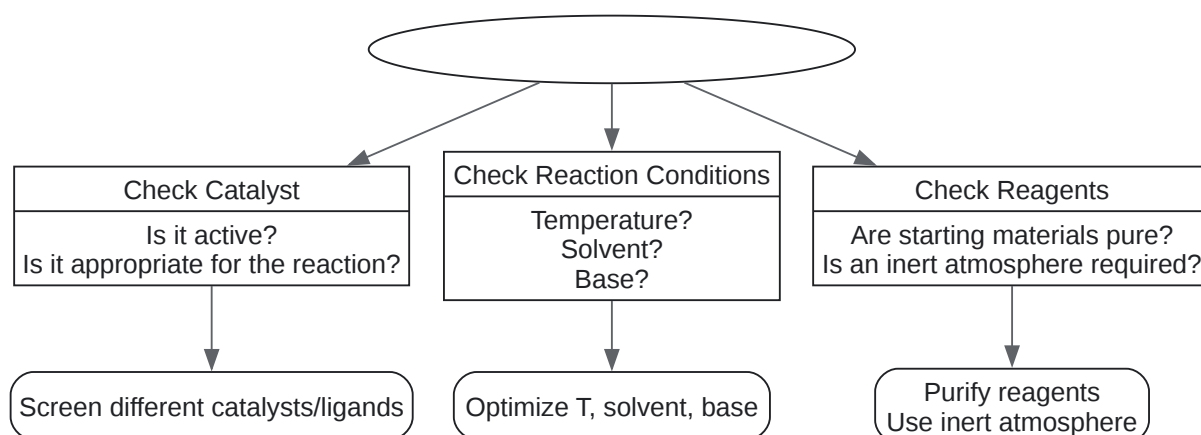 Check Catalyst
Is it active?
Is it appropriate for the reaction?
Check Reaction Conditions
Temperature?
Solvent?
Base?
Check Reagents
Are starting materials pure?
Is an inert atmosphere required?
Screen different catalysts/ligands
Optimize T, solvent, base
Purify reagents
Use inert atmosphere